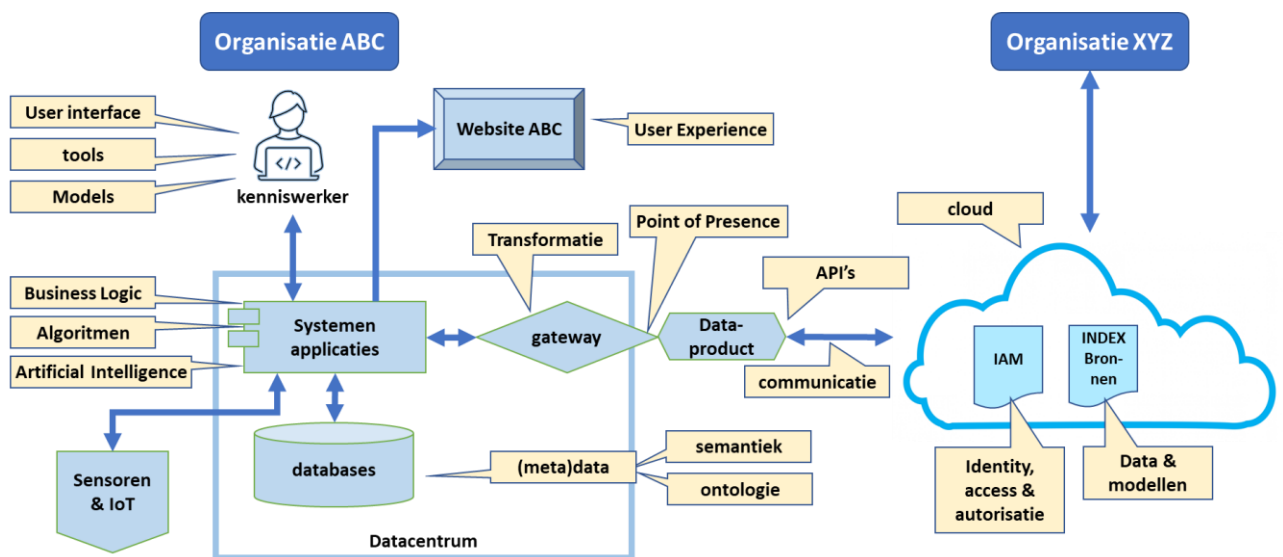 Organisatie ABC
Organisatie XYZ
User interface
tools
Models
</>
kenniswerker
Website ABC
User Experience
cloud
Transformatie
Point of Presence
API's
Business Logic
Algoritmen
Artificial Intelligence
Systemen
applicaties
gateway
Data-
product
communicatie
IAM
INDEX
Bron-
nen
Sensoren
& IoT
databases
(meta)data
semantiek
ontologie
Identity,
access &
autorisatie
Data &
modellen
Datacentrum